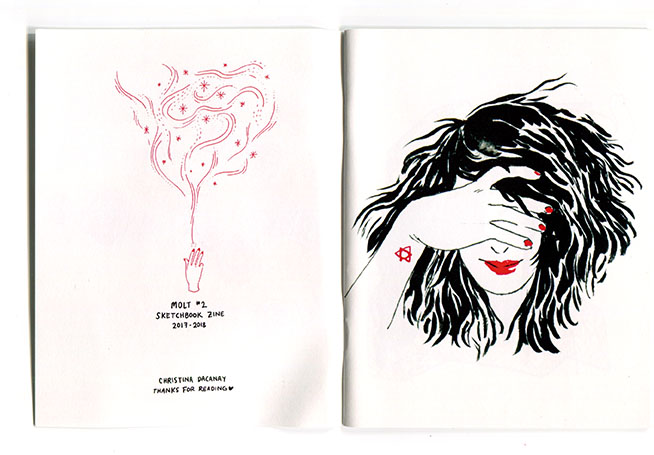 MOLT #2
SKETCHBOOK ZINE
2017-2018
CHRISTINA DACANAY
THANKS FOR READING ♥